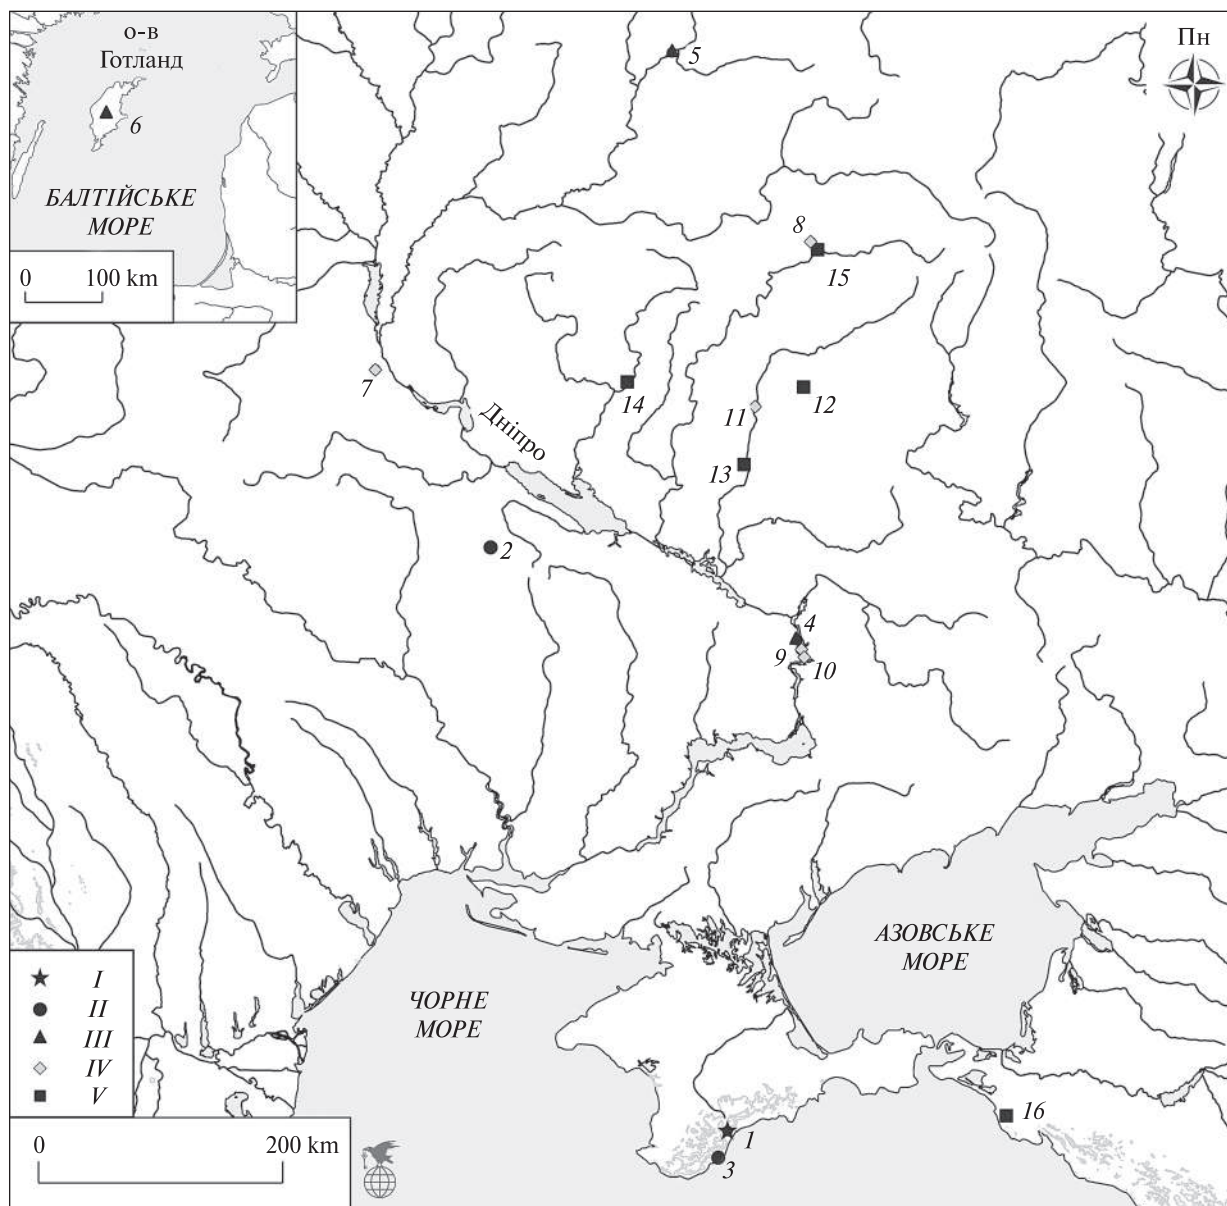 о-в
Готланд
6
БАЛТІЙСЬКЕ
МОРЕ
0 100 km
Пн
5
8
15
7
14
11
12
13
Дніпро
2
4
9
10
АЗОВСЬКЕ
МОРЕ
ЧОРНЕ
МОРЕ
I
II
III
IV
V
0 200 km
16
1
3